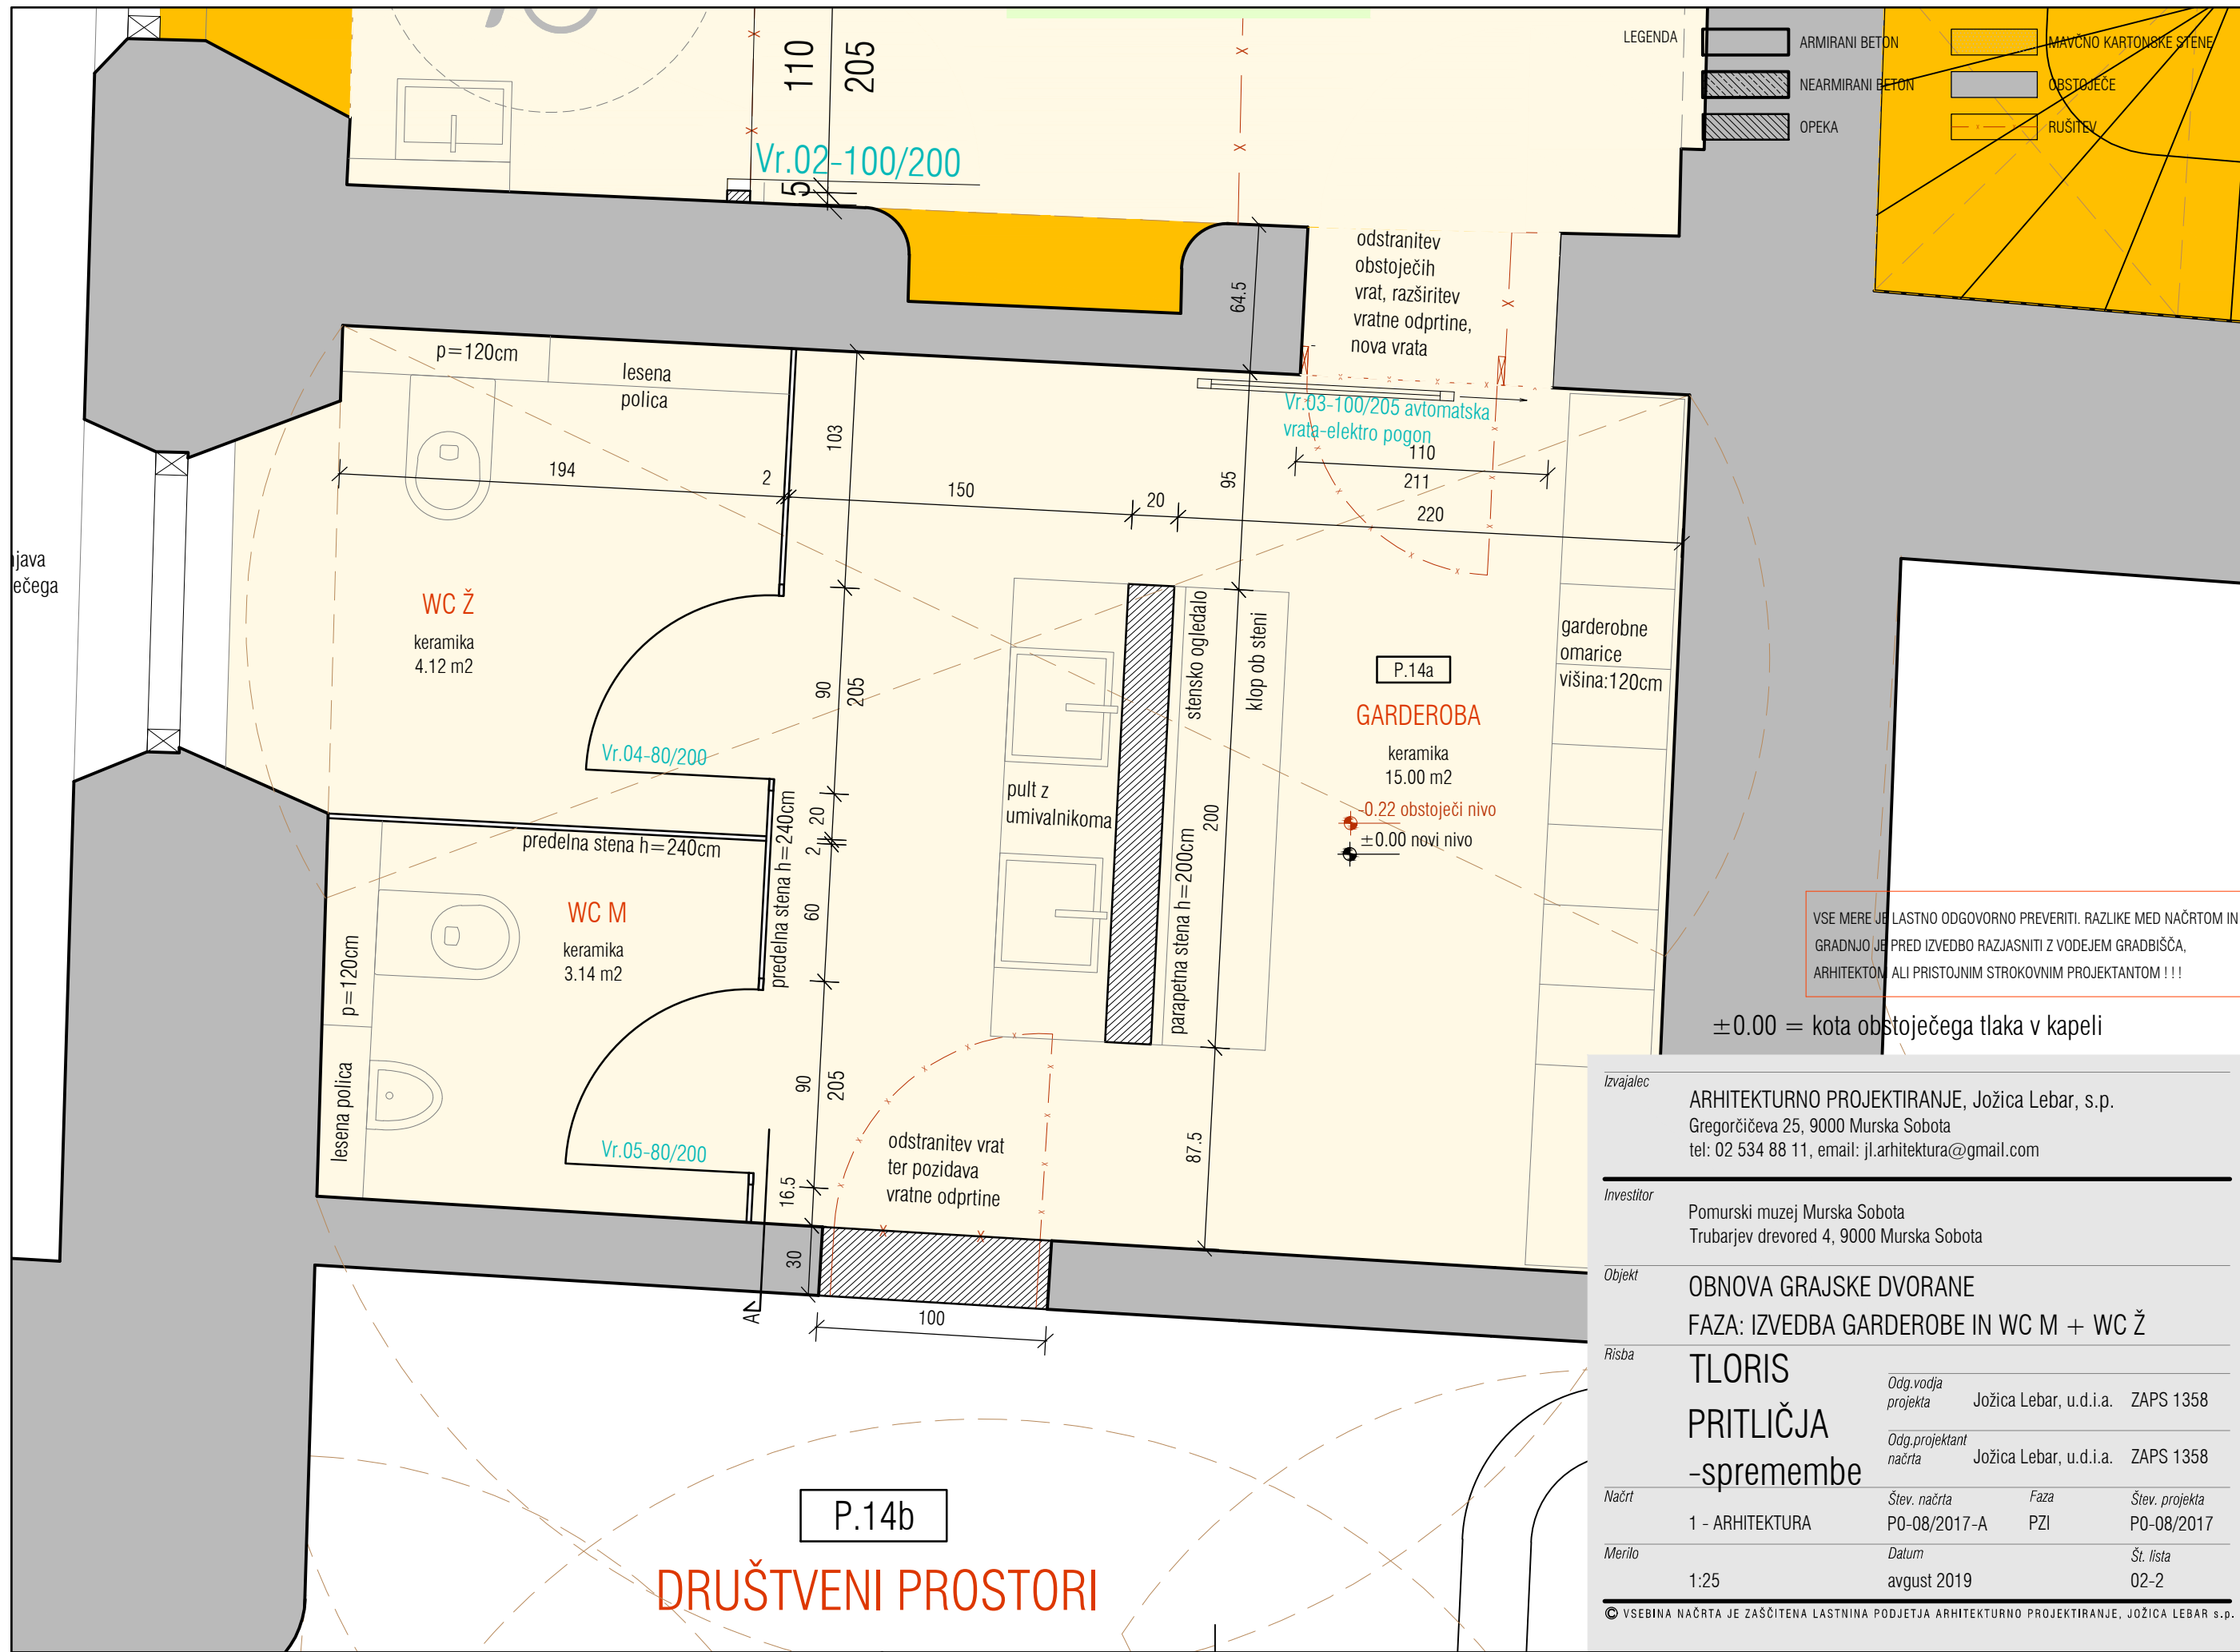 110
205
Vr.02-100/200
5
LEGENDA
ARMIRANI BETON
MAVČNO KARTONSKE STENE
NEARMIRANI BETON
OBSTOJEČE
OPEKA
RUŠITEV
odstranitev
obstoječih
vrat, razširitev
vratne odprtine,
nova vrata
64.5
p=120cm
lesena
polica
Vr.03-100/205 avtomatska
vrata-elektro pogon
103
194
2
150
20
95
110
211
220
java
ečega
WC Ž
keramika
4.12 m2
90
205
Vr.04-80/200
stensko ogledalo
klop ob steni
P.14a
GARDEROBA
keramika
15.00 m2
-0.22 obstoječi nivo
±0.00 novi nivo
garderobne
omarice
višina:120cm
pult z
umivalnikoma
200
parapetna stena h=200cm
20
2
60
predelna stena h=240cm
predelna stena h=240cm
WC M
keramika
3.14 m2
p=120cm
lesena polica
90
205
Vr.05-80/200
odstranitev vrat
ter pozidava
vratne odprtine
87.5
16.5
30
100
A
VSE MERE JE LASTNO ODGOVORNO PREVERITI. RAZLIKE MED NAČRTOM IN
GRADNJO JE PRED IZVEDBO RAZJASNITI Z VODEJEM GRADBIŠČA,
ARHITEKTOM ALI PRISTOJNIM STROKOVNIM PROJEKTANTOM ! ! !
±0.00 = kota obstoječega tlaka v kapeli
P.14b
DRUŠTVENI PROSTORI
Izvajalec
ARHITEKTURNO PROJEKTIRANJE, Jožica Lebar, s.p.
Gregorčičeva 25, 9000 Murska Sobota
tel: 02 534 88 11, email: jl.arhitektura@gmail.com
Investitor
Pomurski muzej Murska Sobota
Trubarjev drevored 4, 9000 Murska Sobota
Objekt
OBNOVA GRAJSKE DVORANE
FAZA: IZVEDBA GARDEROBE IN WC M + WC Ž
Risba
TLORIS
PRITLIČJA
-spremembe
Odg.vodja
projekta Jožica Lebar, u.d.i.a. ZAPS 1358
Odg.projektant
načrta Jožica Lebar, u.d.i.a. ZAPS 1358
Načrt
1 - ARHITEKTURA
Štev. načrta
P0-08/2017-A
Faza
PZI
Štev. projekta
P0-08/2017
Merilo
1:25
Datum
avgust 2019
Št. lista
02-2
© VSEBINA NAČRTA JE ZAŠČITENA LASTNINA PODJETJA ARHITEKTURNO PROJEKTIRANJE, JOŽICA LEBAR s.p.